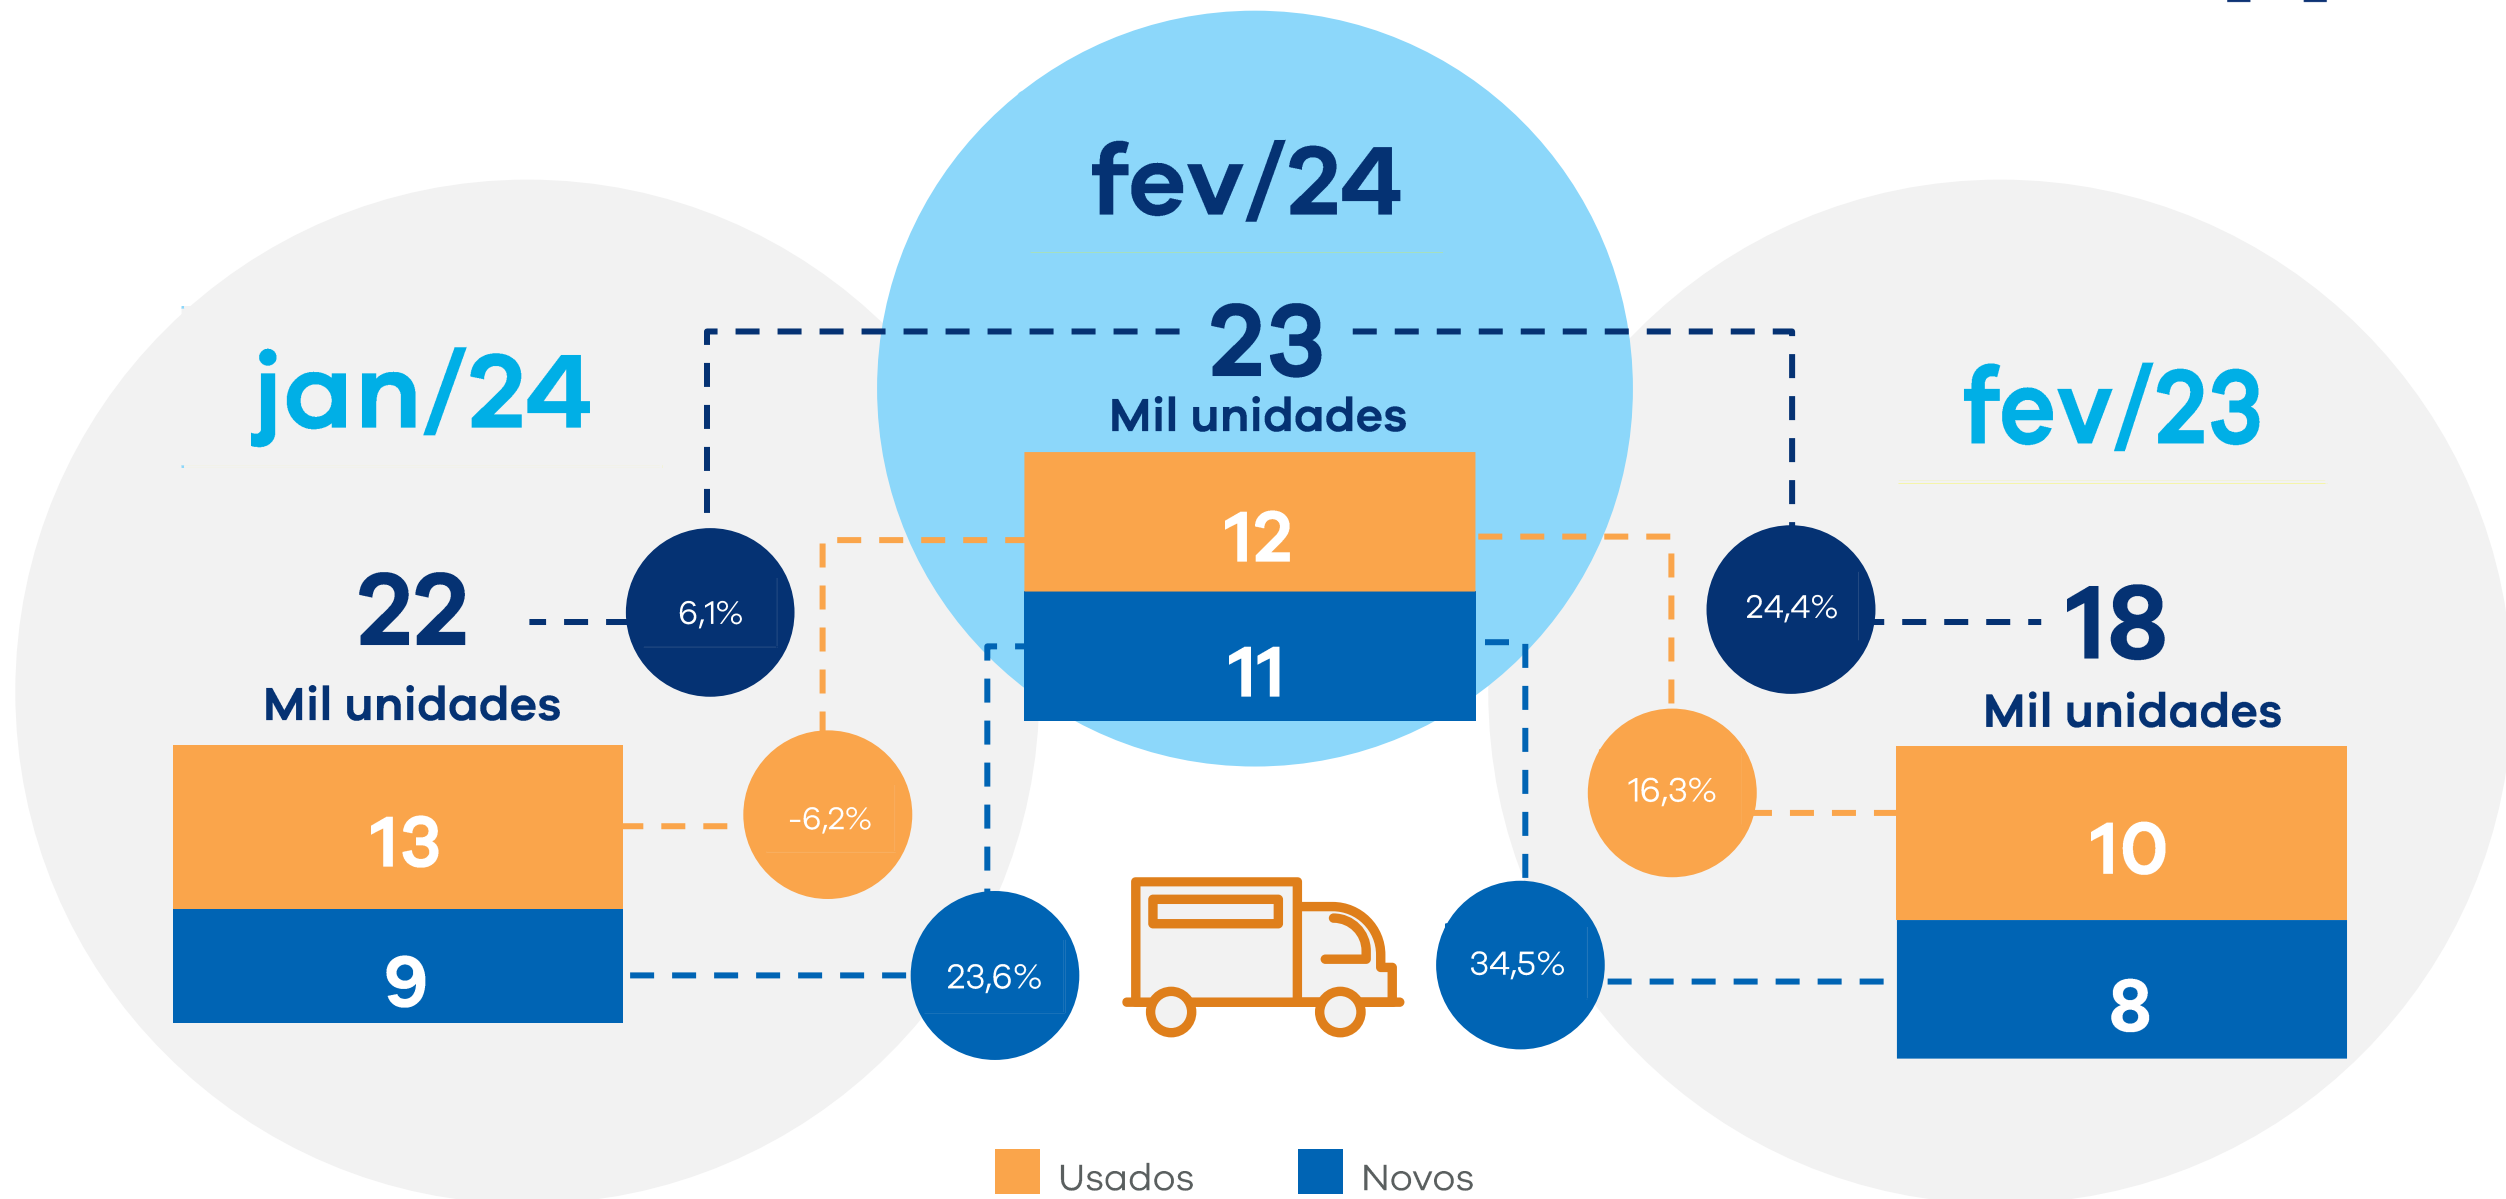 fev/24
23
Mil unidades
12
11
jan/24
22
Mil unidades
13
9
fev/23
18
Mil unidades
10
8
6,1%
-6,2%
23,6%
24,4%
16,3%
34,5%
Usados
Novos